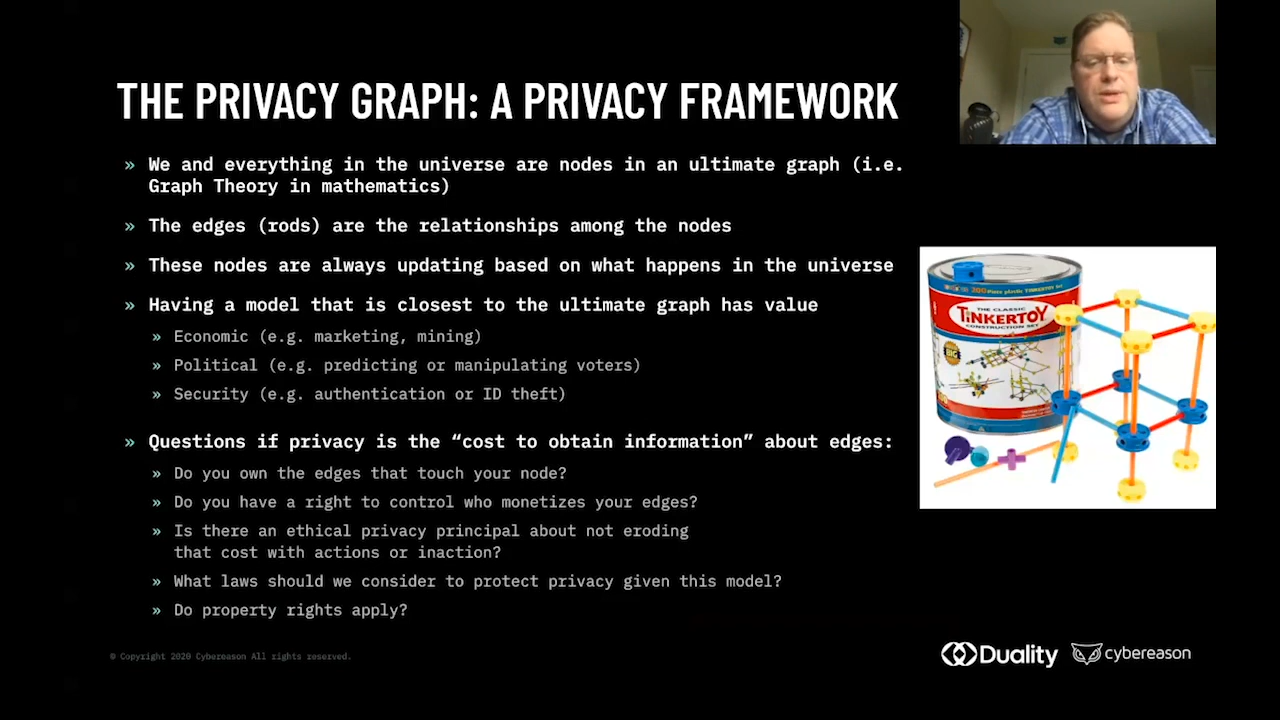 THE PRIVACY GRAPH: A PRIVACY FRAMEWORK
» We and everything in the universe are nodes in an ultimate graph (i.e.
Graph Theory in mathematics)
» The edges (rods) are the relationships among the nodes
» These nodes are always updating based on what happens in the universe
» Having a model that is closest to the ultimate graph has value
» Economic (e.g. marketing, mining)
» Political (e.g. predicting or manipulating voters)
» Security (e.g. authentication or ID theft)
» Questions if privacy is the “cost to obtain information” about edges:
» Do you own the edges that touch your node?
» Do you have a right to control who monetizes your edges?
» Is there an ethical privacy principal about not eroding
that cost with actions or inaction?
» What laws should we consider to protect privacy given this model?
» Do property rights apply?
THE CLASSIC
TINKERTOY
CONSTRUCTION SET
© Copyright 2020 Cybereason All rights reserved.
Duality
cybereason